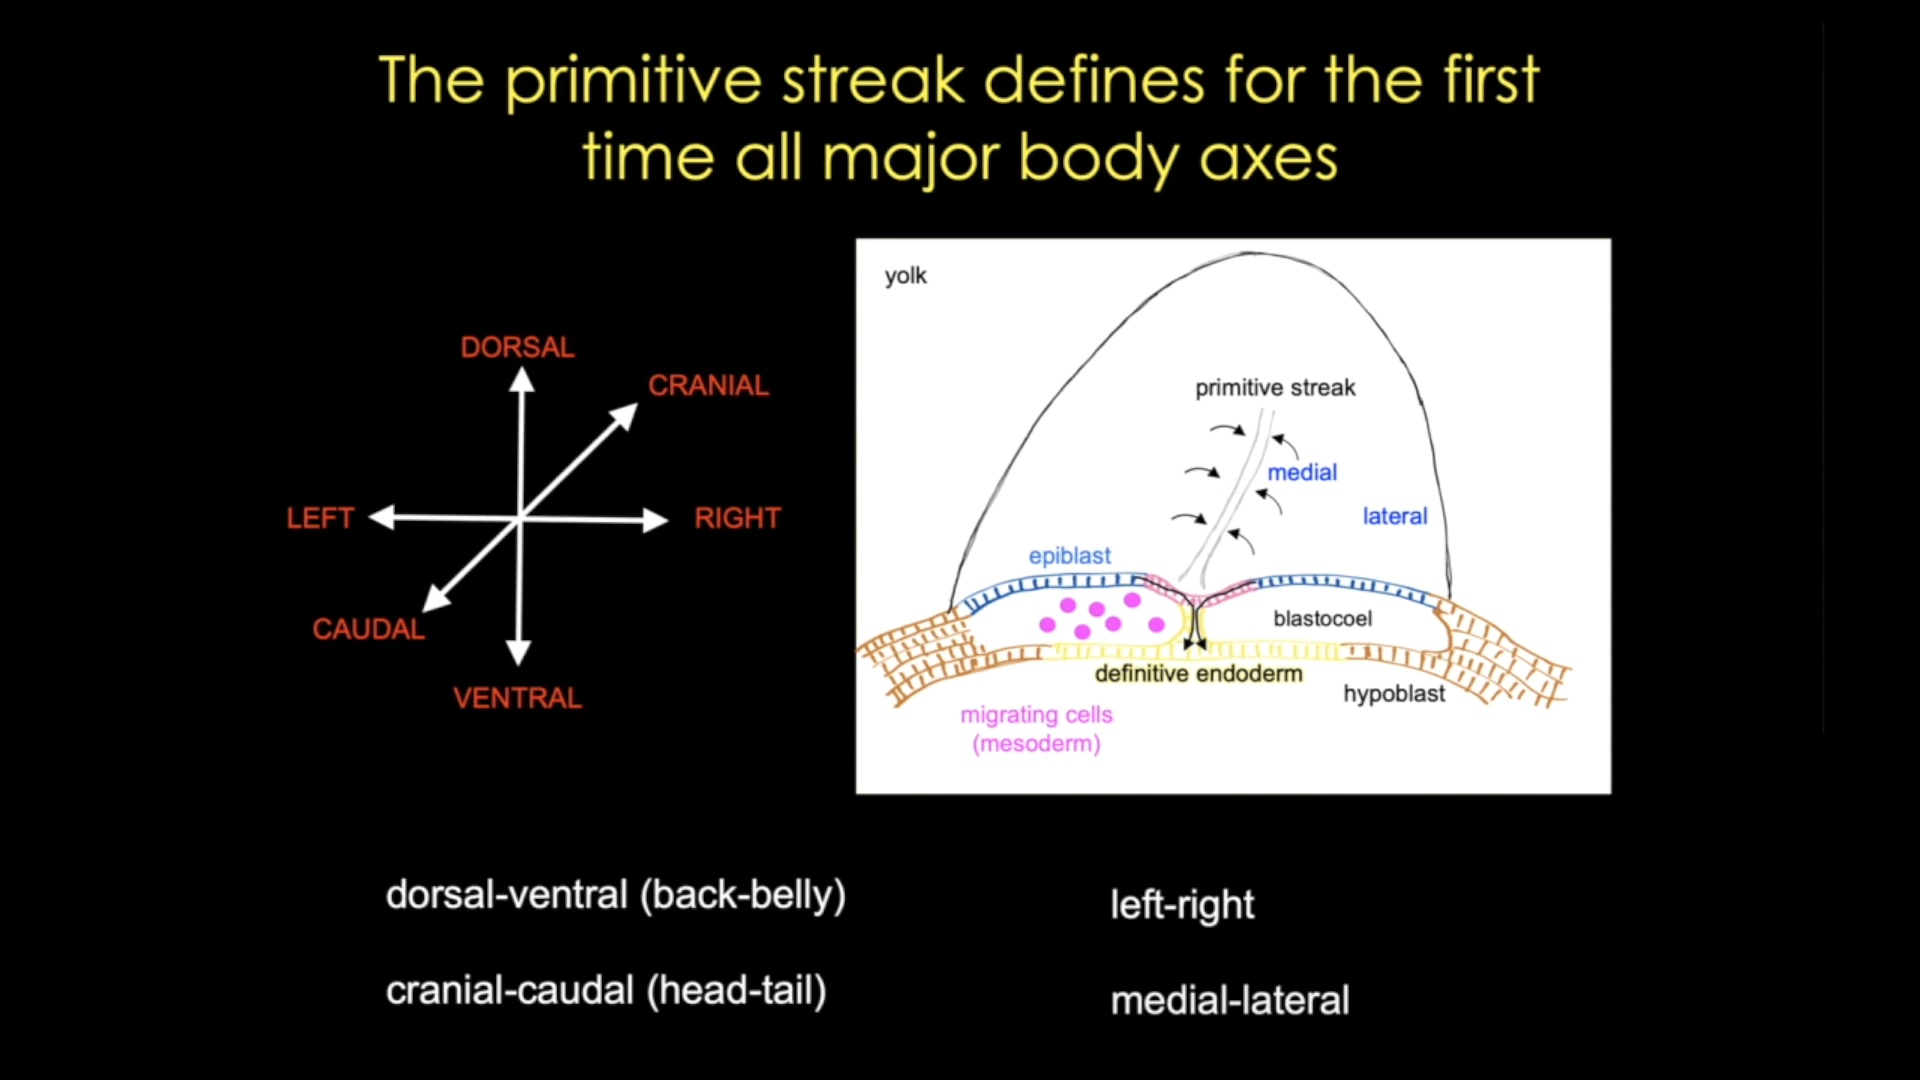 The primitive streak defines for the first
time all major body axes
DORSAL
CRANIAL
LEFT
RIGHT
CAUDAL
VENTRAL
yolk
primitive streak
medial
lateral
epiblast
blastocoel
definitive endoderm
hypoblast
migrating cells
(mesoderm)
dorsal-ventral (back-belly)
left-right
cranial-caudal (head-tail)
medial-lateral